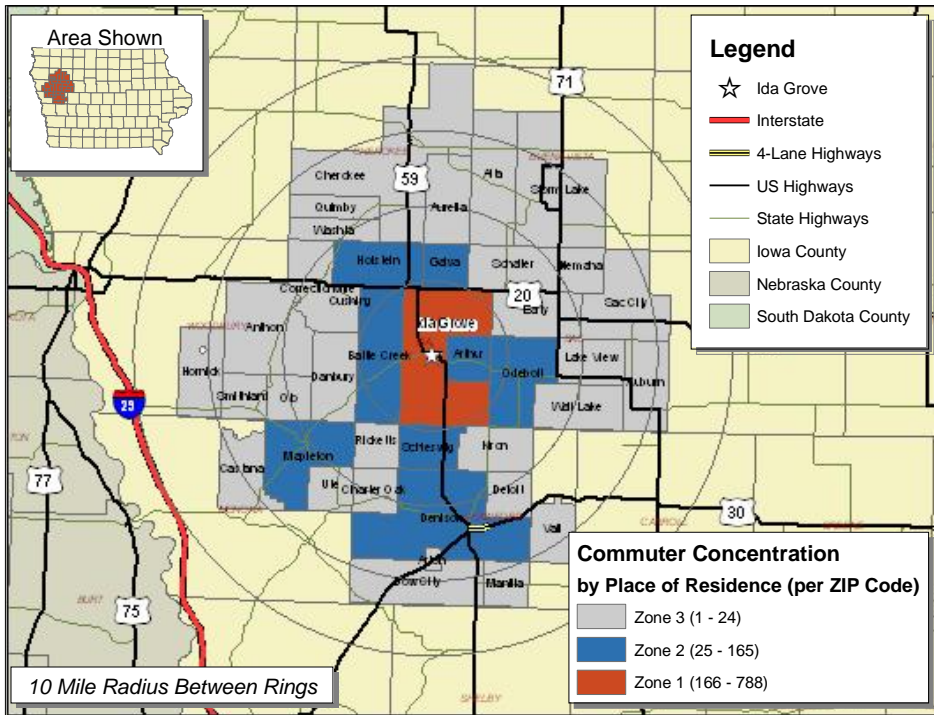 Area Shown
Legend
Ida Grove
Interstate
4-Lane Highways
US Highways
State Highways
Iowa County
Nebraska County
South Dakota County
71
59
Cherokee
Alta
Storm Lake
Quimby
Aurelia
Washta
Holstein
Galva
Schaller
Nemaha
Correctionville
Cushing
20
Early
Sac City
Anthon
Ida Grove
Battle Creek
Arthur
Lake View
Hornick
Danbury
Odebolt
Auburn
Smithland
Oto
Wall Lake
29
Ricketts
Schleswig
Kiron
Mapleton
Castana
77
Ute
Charter Oak
Deloit
30
Denison
Vail
CARROLL
Dow City
Manilla
BURT
75
SHELBY
Commuter Concentration
by Place of Residence (per ZIP Code)
Zone 3 (1 - 24)
Zone 2 (25 - 165)
Zone 1 (166 - 788)
10 Mile Radius Between Rings